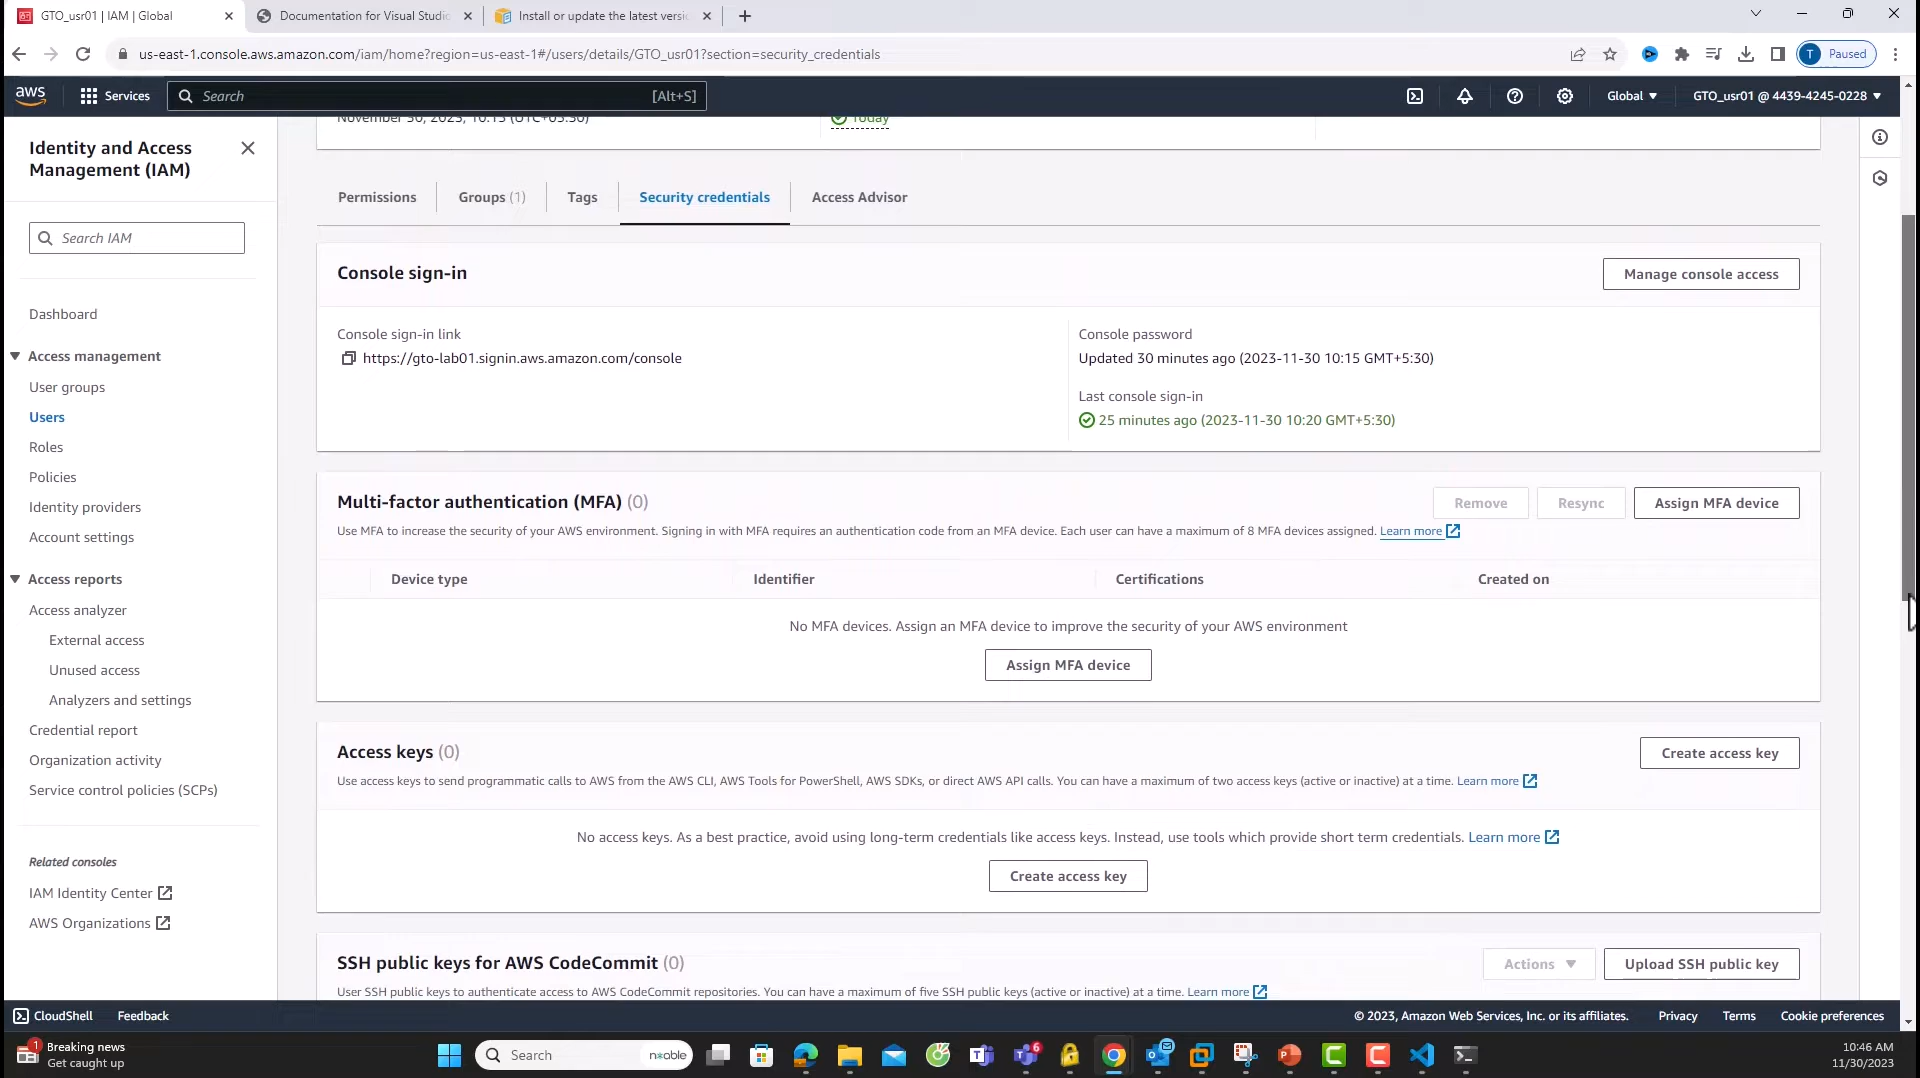 GTO_usr01 | IAM | Global
Documentation for Visual Studio
Install or update the latest versio
us-east-1.console.aws.amazon.com/iam/home?region=us-east-1#/users/details/GTO_usr01?section=security_credentials
T Paused
aws
Services
Search
[Alt+S]
Global
GTO_usr01 @ 4439-4245-0228
Identity and Access
Management (IAM)
Search IAM
Dashboard
Access management
User groups
Users
Roles
Policies
Identity providers
Account settings
Access reports
Access analyzer
External access
Unused access
Analyzers and settings
Credential report
Organization activity
Service control policies (SCPs)
Related consoles
IAM Identity Center
AWS Organizations
November 30, 2023, 10:15 (UTC+05:30)
Today
Permissions
Groups (1)
Tags
Security credentials
Access Advisor
Console sign-in
Manage console access
Console sign-in link
https://gto-lab01.signin.aws.amazon.com/console
Console password
Updated 30 minutes ago (2023-11-30 10:15 GMT+5:30)
Last console sign-in
25 minutes ago (2023-11-30 10:20 GMT+5:30)
Multi-factor authentication (MFA) (0)
Remove
Resync
Assign MFA device
Use MFA to increase the security of your AWS environment. Signing in with MFA requires an authentication code from an MFA device. Each user can have a maximum of 8 MFA devices assigned. Learn more
Device type
Identifier
Certifications
Created on
No MFA devices. Assign an MFA device to improve the security of your AWS environment
Assign MFA device
Access keys (0)
Create access key
Use access keys to send programmatic calls to AWS from the AWS CLI, AWS Tools for PowerShell, AWS SDKs, or direct AWS API calls. You can have a maximum of two access keys (active or inactive) at a time. Learn more
No access keys. As a best practice, avoid using long-term credentials like access keys. Instead, use tools which provide short term credentials. Learn more
Create access key
SSH public keys for AWS CodeCommit (0)
Actions
Upload SSH public key
User SSH public keys to authenticate access to AWS CodeCommit repositories. You can have a maximum of five SSH public keys (active or inactive) at a time. Learn more
CloudShell
Feedback
© 2023, Amazon Web Services, Inc. or its affiliates.
Privacy
Terms
Cookie preferences
1
Breaking news
Get caught up
Search
6
10:46 AM
11/30/2023